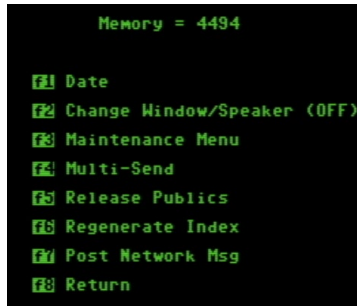 Memory = 4494
f1 Date
f2 Change Window/Speaker (OFF)
f3 Maintenance Menu
f4 Multi-Send
f5 Release Publics
f6 Regenerate Index
f7 Post Network Msg
f8 Return